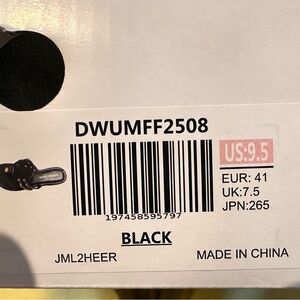 DWUMFF2508
US:9.5
EUR: 41
UK:7.5
JPN:265
197458595797
BLACK
JML2HEER
MADE IN CHINA